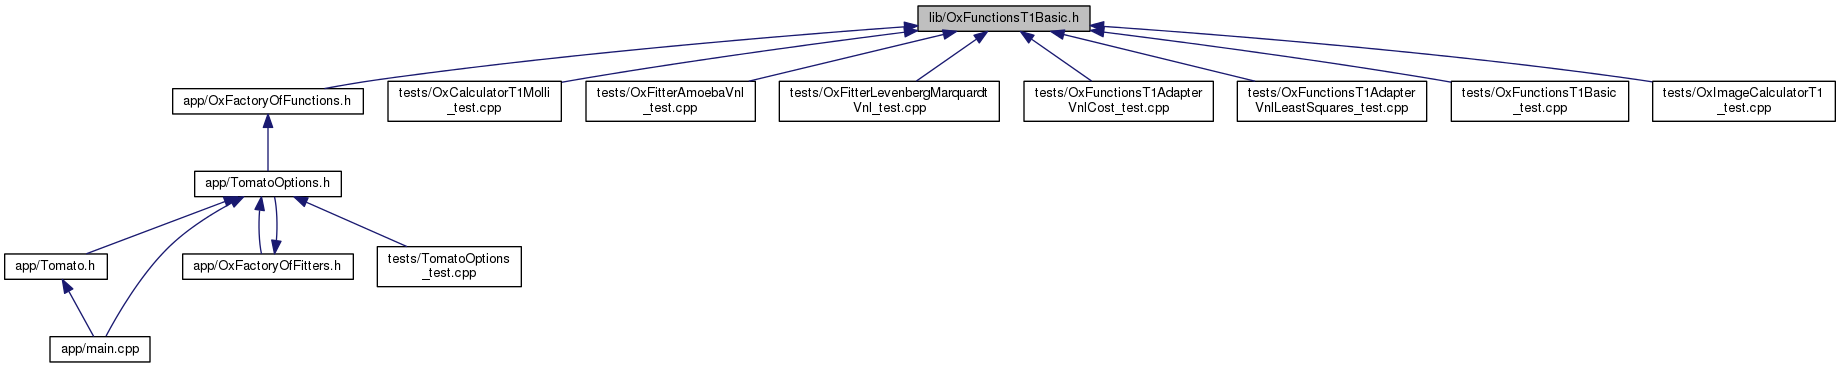 lib/OxFunctionsT1Basic.h
app/OxFactoryOfFunctions.h
tests/OxCalculatorT1Molli
_test.cpp
tests/OxFitterAmoebaVnl
_test.cpp
tests/OxFitterLevenbergMarquardt
Vnl_test.cpp
tests/OxFunctionsT1Adapter
VnlCost_test.cpp
tests/OxFunctionsT1Adapter
VnlLeastSquares_test.cpp
tests/OxFunctionsT1Basic
_test.cpp
tests/OxImageCalculatorT1
_test.cpp
app/TomatoOptions.h
app/Tomato.h
app/OxFactoryOfFitters.h
tests/TomatoOptions
_test.cpp
app/main.cpp